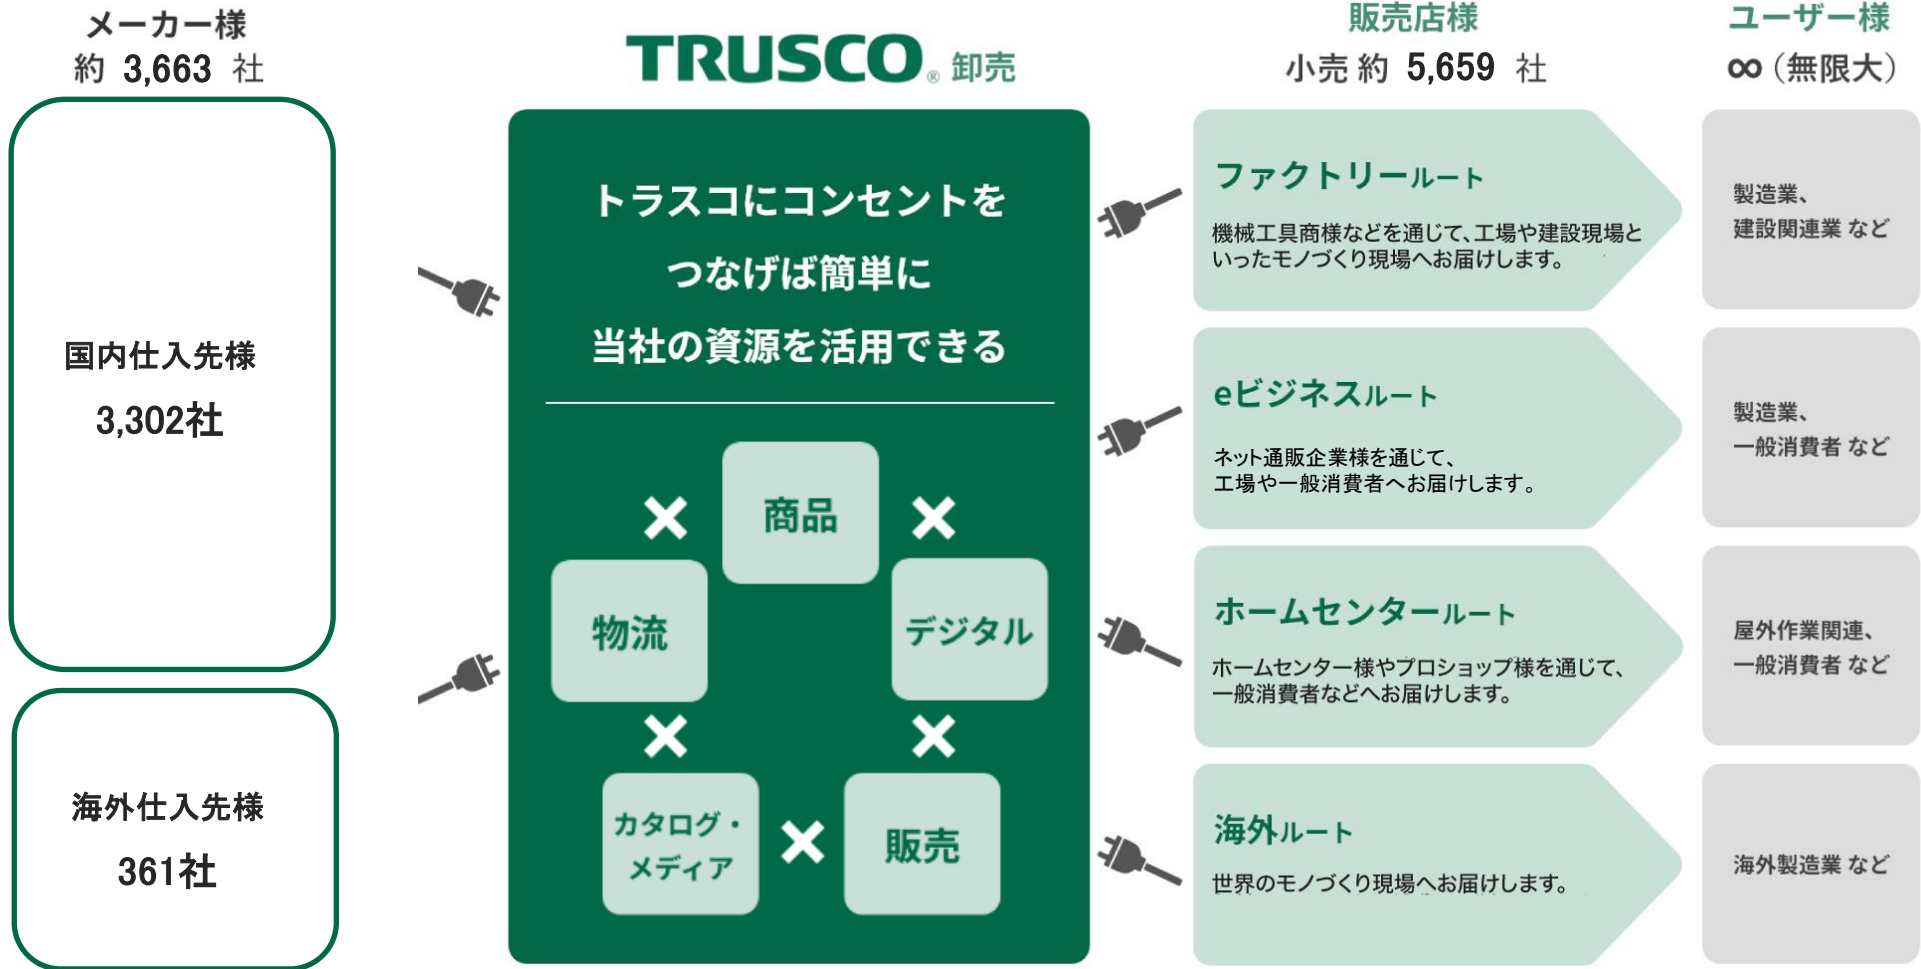 メーカー様
約 3,663 社
国内仕入先様
3,302社
海外仕入先様
361社
TRUSCO® 卸売
トラスコにコンセントを
つなげば簡単に
当社の資源を活用できる
商品
物流
デジタル
カタログ・
メディア
販売
販売店様
小売 約 5,659 社
ファクトリールート
機械工具商様などを通じて、工場や建設現場と
いったモノづくり現場へお届けします。
eビジネスルート
ネット通販企業様を通じて、
工場や一般消費者へお届けします。
ホームセンタールート
ホームセンター様やプロショップ様を通じて、
一般消費者などへお届けします。
海外ルート
世界のモノづくり現場へお届けします。
ユーザー様
∞(無限大)
製造業、
建設関連業 など
製造業、
一般消費者 など
屋外作業関連、
一般消費者 など
海外製造業 など